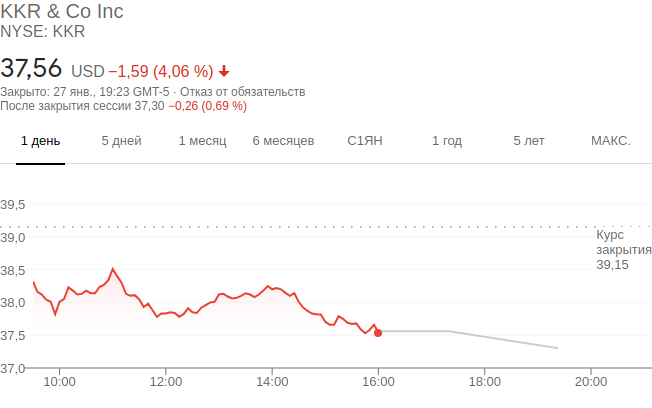 KKR & Co Inc
NYSE: KKR
37,56 USD −1,59 (4,06 %)
Закрыто: 27 янв., 19:23 GMT-5 · Отказ от обязательств
После закрытия сессии 37,30 −0,26 (0,69 %)
1 день 5 дней 1 месяц 6 месяцев С1ЯН 1 год 5 лет МАКС.
39,5
39,0
38,5
38,0
37,5
37,0
Курс
закрытия
39,15
10:00 12:00 14:00 16:00 18:00 20:00